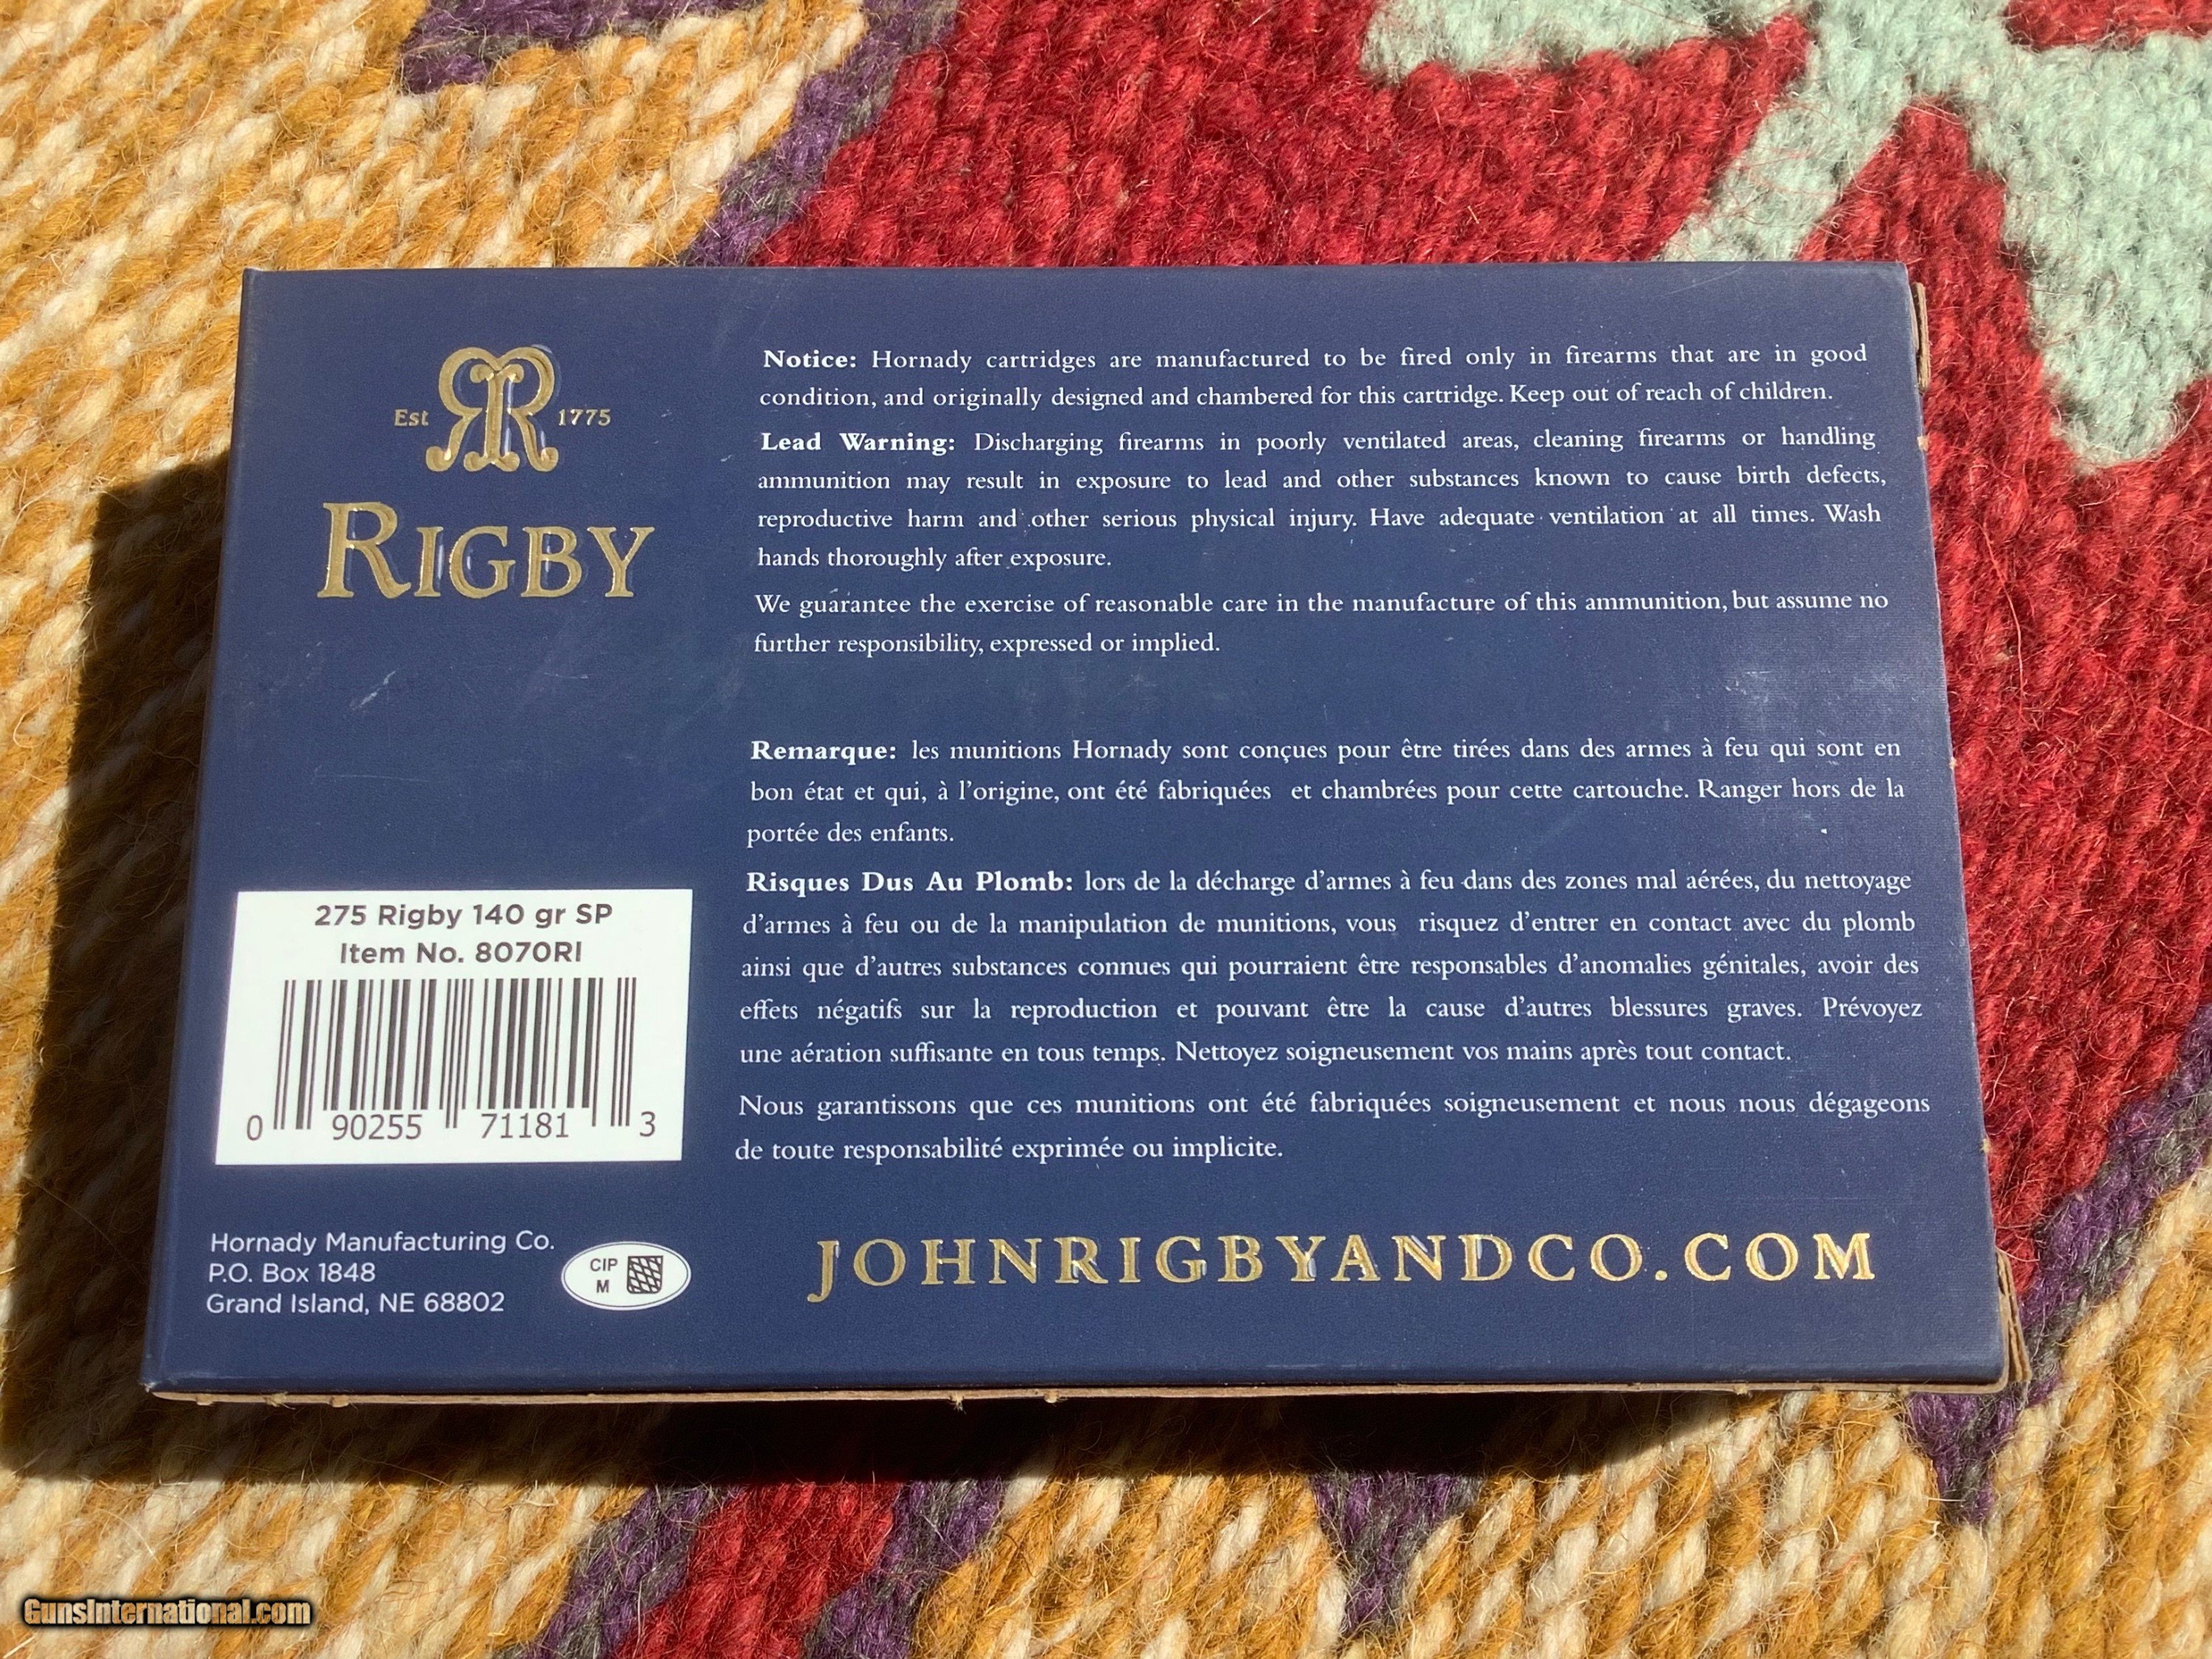 Est RR 1775
RIGBY
Notice: Hornady cartridges are manufactured to be fired only in firearms that are in good
condition, and originally designed and chambered for this cartridge. Keep out of reach of children.
Lead Warning: Discharging firearms in poorly ventilated areas, cleaning firearms or handling
ammunition may result in exposure to lead and other substances known to cause birth defects,
reproductive harm and other serious physical injury. Have adequate ventilation at all times. Wash
hands thoroughly after exposure.
We guarantee the exercise of reasonable care in the manufacture of this ammunition, but assume no
further responsibility, expressed or implied.
Remarque: les munitions Hornady sont conçues pour être tirées dans des armes à feu qui sont en
bon état et qui, à l'origine, ont été fabriquées et chambrées pour cette cartouche. Ranger hors de la
portée des enfants.
Risques Dus Au Plomb: lors de la décharge d'armes à feu dans des zones mal aérées, du nettoyage
d'armes à feu ou de la manipulation de munitions, vous risquez d'entrer en contact avec du plomb
ainsi que d'autres substances connues qui pourraient être responsables d'anomalies génitales, avoir des
effets négatifs sur la reproduction et pouvant être la cause d'autres blessures graves. Prévoyez
une aération suffisante en tous temps. Nettoyez soigneusement vos mains après tout contact.
Nous garantissons que ces munitions ont été fabriquées soigneusement et nous nous dégageons
de toute responsabilité exprimée ou implicite.
275 Rigby 140 gr SP
Item No. 8070RI
0 90255 71181 3
Hornady Manufacturing Co.
P.O. Box 1848
Grand Island, NE 68802
CIP
M
JOHNRIGBYANDCO.COM
GunsInternational.com